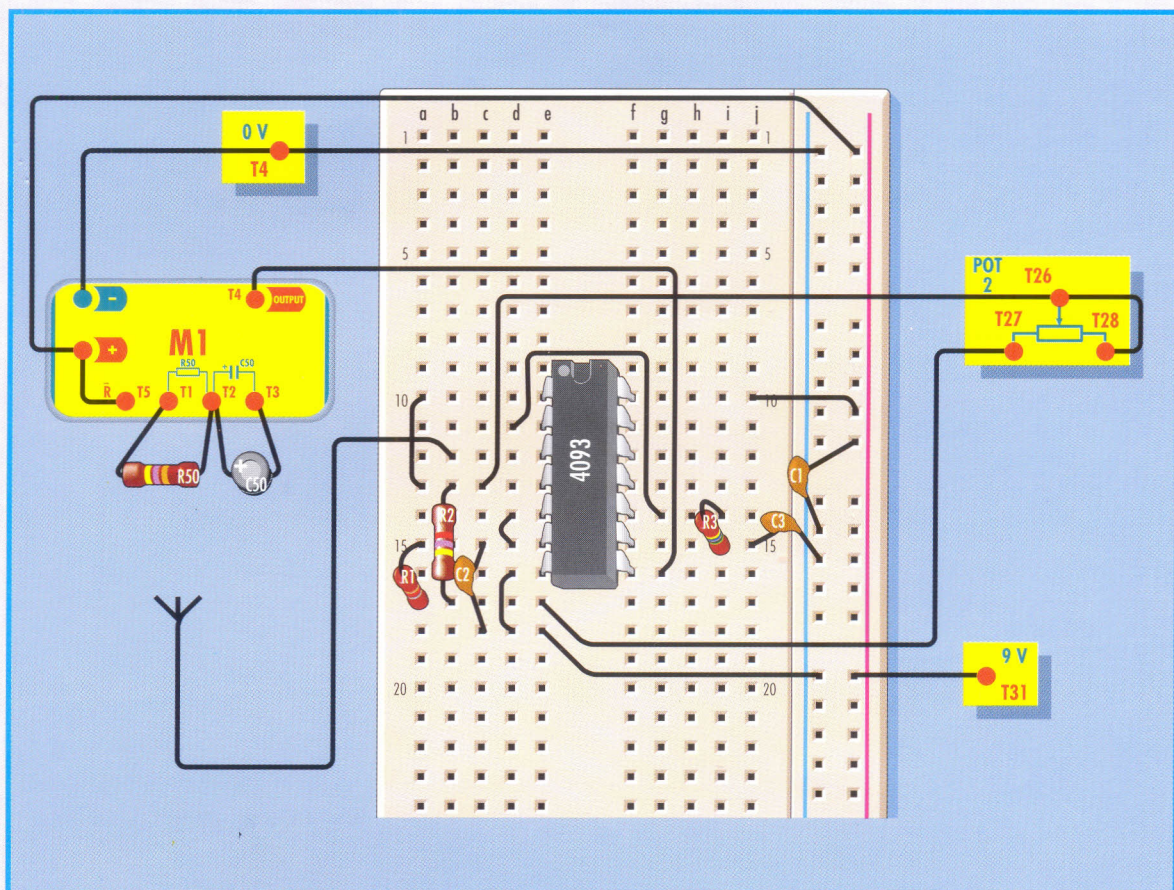 a b c d e f g h i j
1 1
0 V
T4
5 5
T4 OUTPUT
-
+
M1
R50 C50
R̄ T5 T1 T2 T3
POT
2
T26
T27 T28
10 10
4093
R50
+
C50
C1
R2
R3
C3
15 15
R1
C2
9 V
T31
20 20